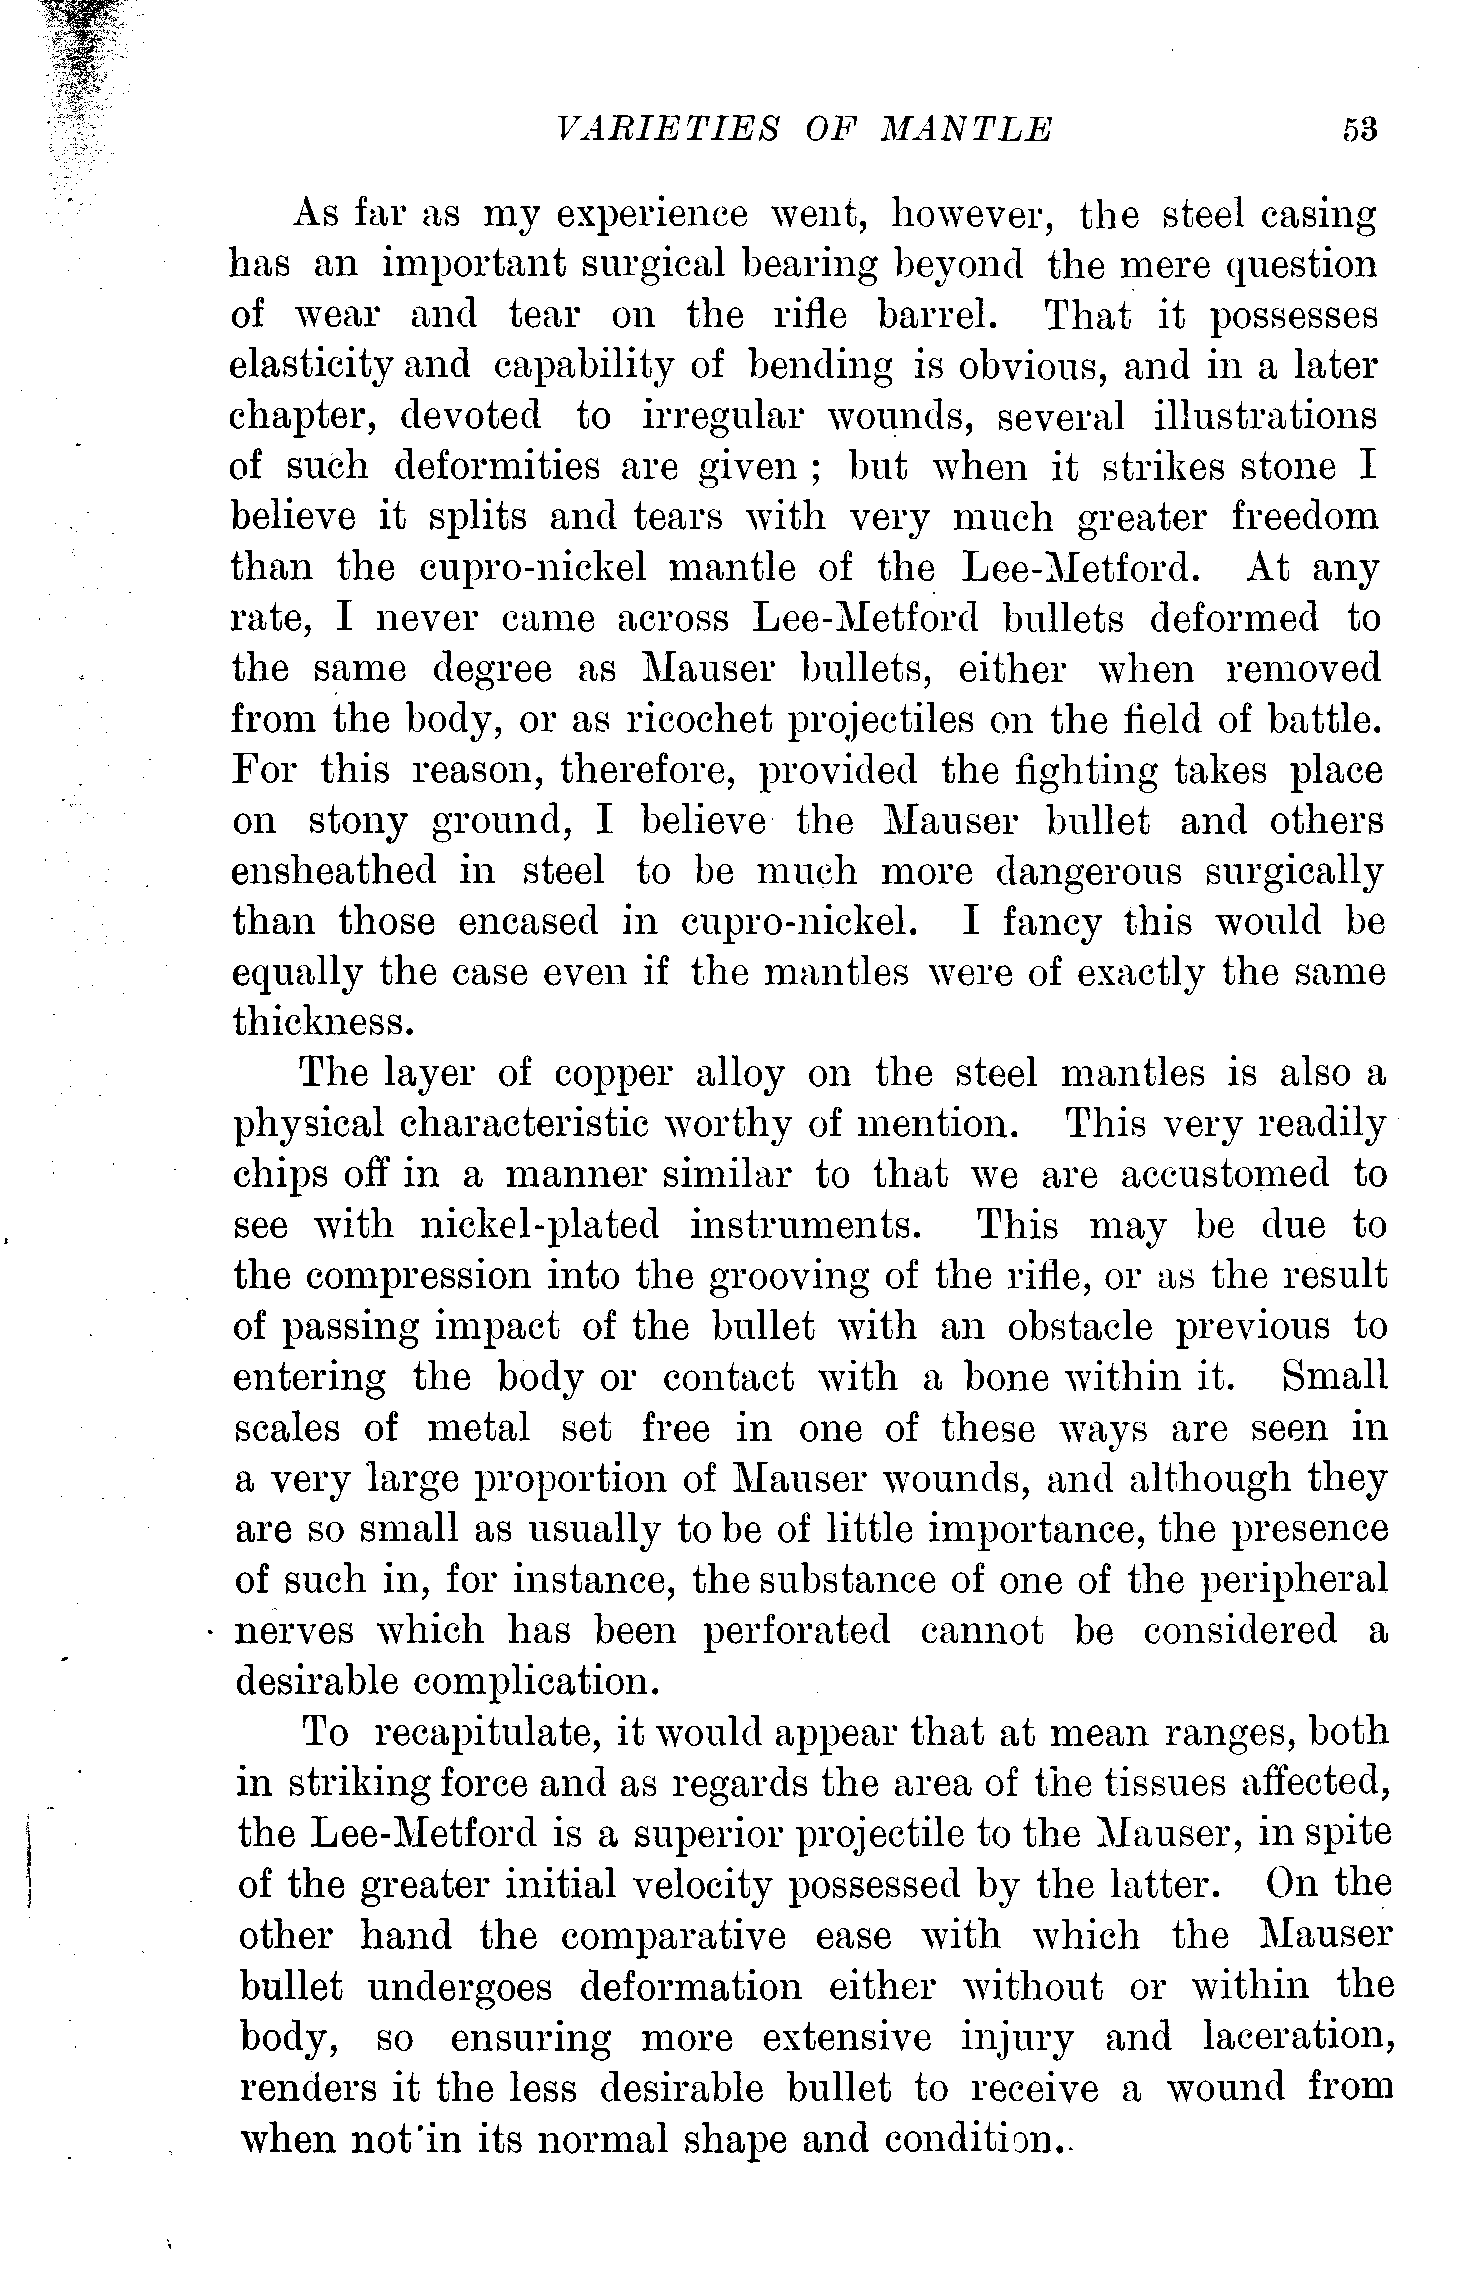 VARIETIES OF MANTLE 53
As far as my experience went, however, the steel casing
has an important surgical bearing beyond the mere question
of wear and tear on the rifle barrel. That it possesses
elasticity and capability of bending is obvious, and in a later
chapter, devoted to irregular wounds, several illustrations
of such deformities are given ; but when it strikes stone I
believe it splits and tears with very much greater freedom
than the cupro-nickel mantle of the Lee-Metford. At any
rate, I never came across Lee-Metford bullets deformed to
the same degree as Mauser bullets, either when removed
from the body, or as ricochet projectiles on the field of battle.
For this reason, therefore, provided the fighting takes place
on stony ground, I believe the Mauser bullet and others
ensheathed in steel to be much more dangerous surgically
than those encased in cupro-nickel. I fancy this would be
equally the case even if the mantles were of exactly the same
thickness.
The layer of copper alloy on the steel mantles is also a
physical characteristic worthy of mention. This very readily
chips off in a manner similar to that we are accustomed to
see with nickel-plated instruments. This may be due to
the compression into the grooving of the rifle, or as the result
of passing impact of the bullet with an obstacle previous to
entering the body or contact with a bone within it. Small
scales of metal set free in one of these ways are seen in
a very large proportion of Mauser wounds, and although they
are so small as usually to be of little importance, the presence
of such in, for instance, the substance of one of the peripheral
nerves which has been perforated cannot be considered a
desirable complication.
To recapitulate, it would appear that at mean ranges, both
in striking force and as regards the area of the tissues affected,
the Lee-Metford is a superior projectile to the Mauser, in spite
of the greater initial velocity possessed by the latter. On the
other hand the comparative ease with which the Mauser
bullet undergoes deformation either without or within the
body, so ensuring more extensive injury and laceration,
renders it the less desirable bullet to receive a wound from
when not in its normal shape and condition.